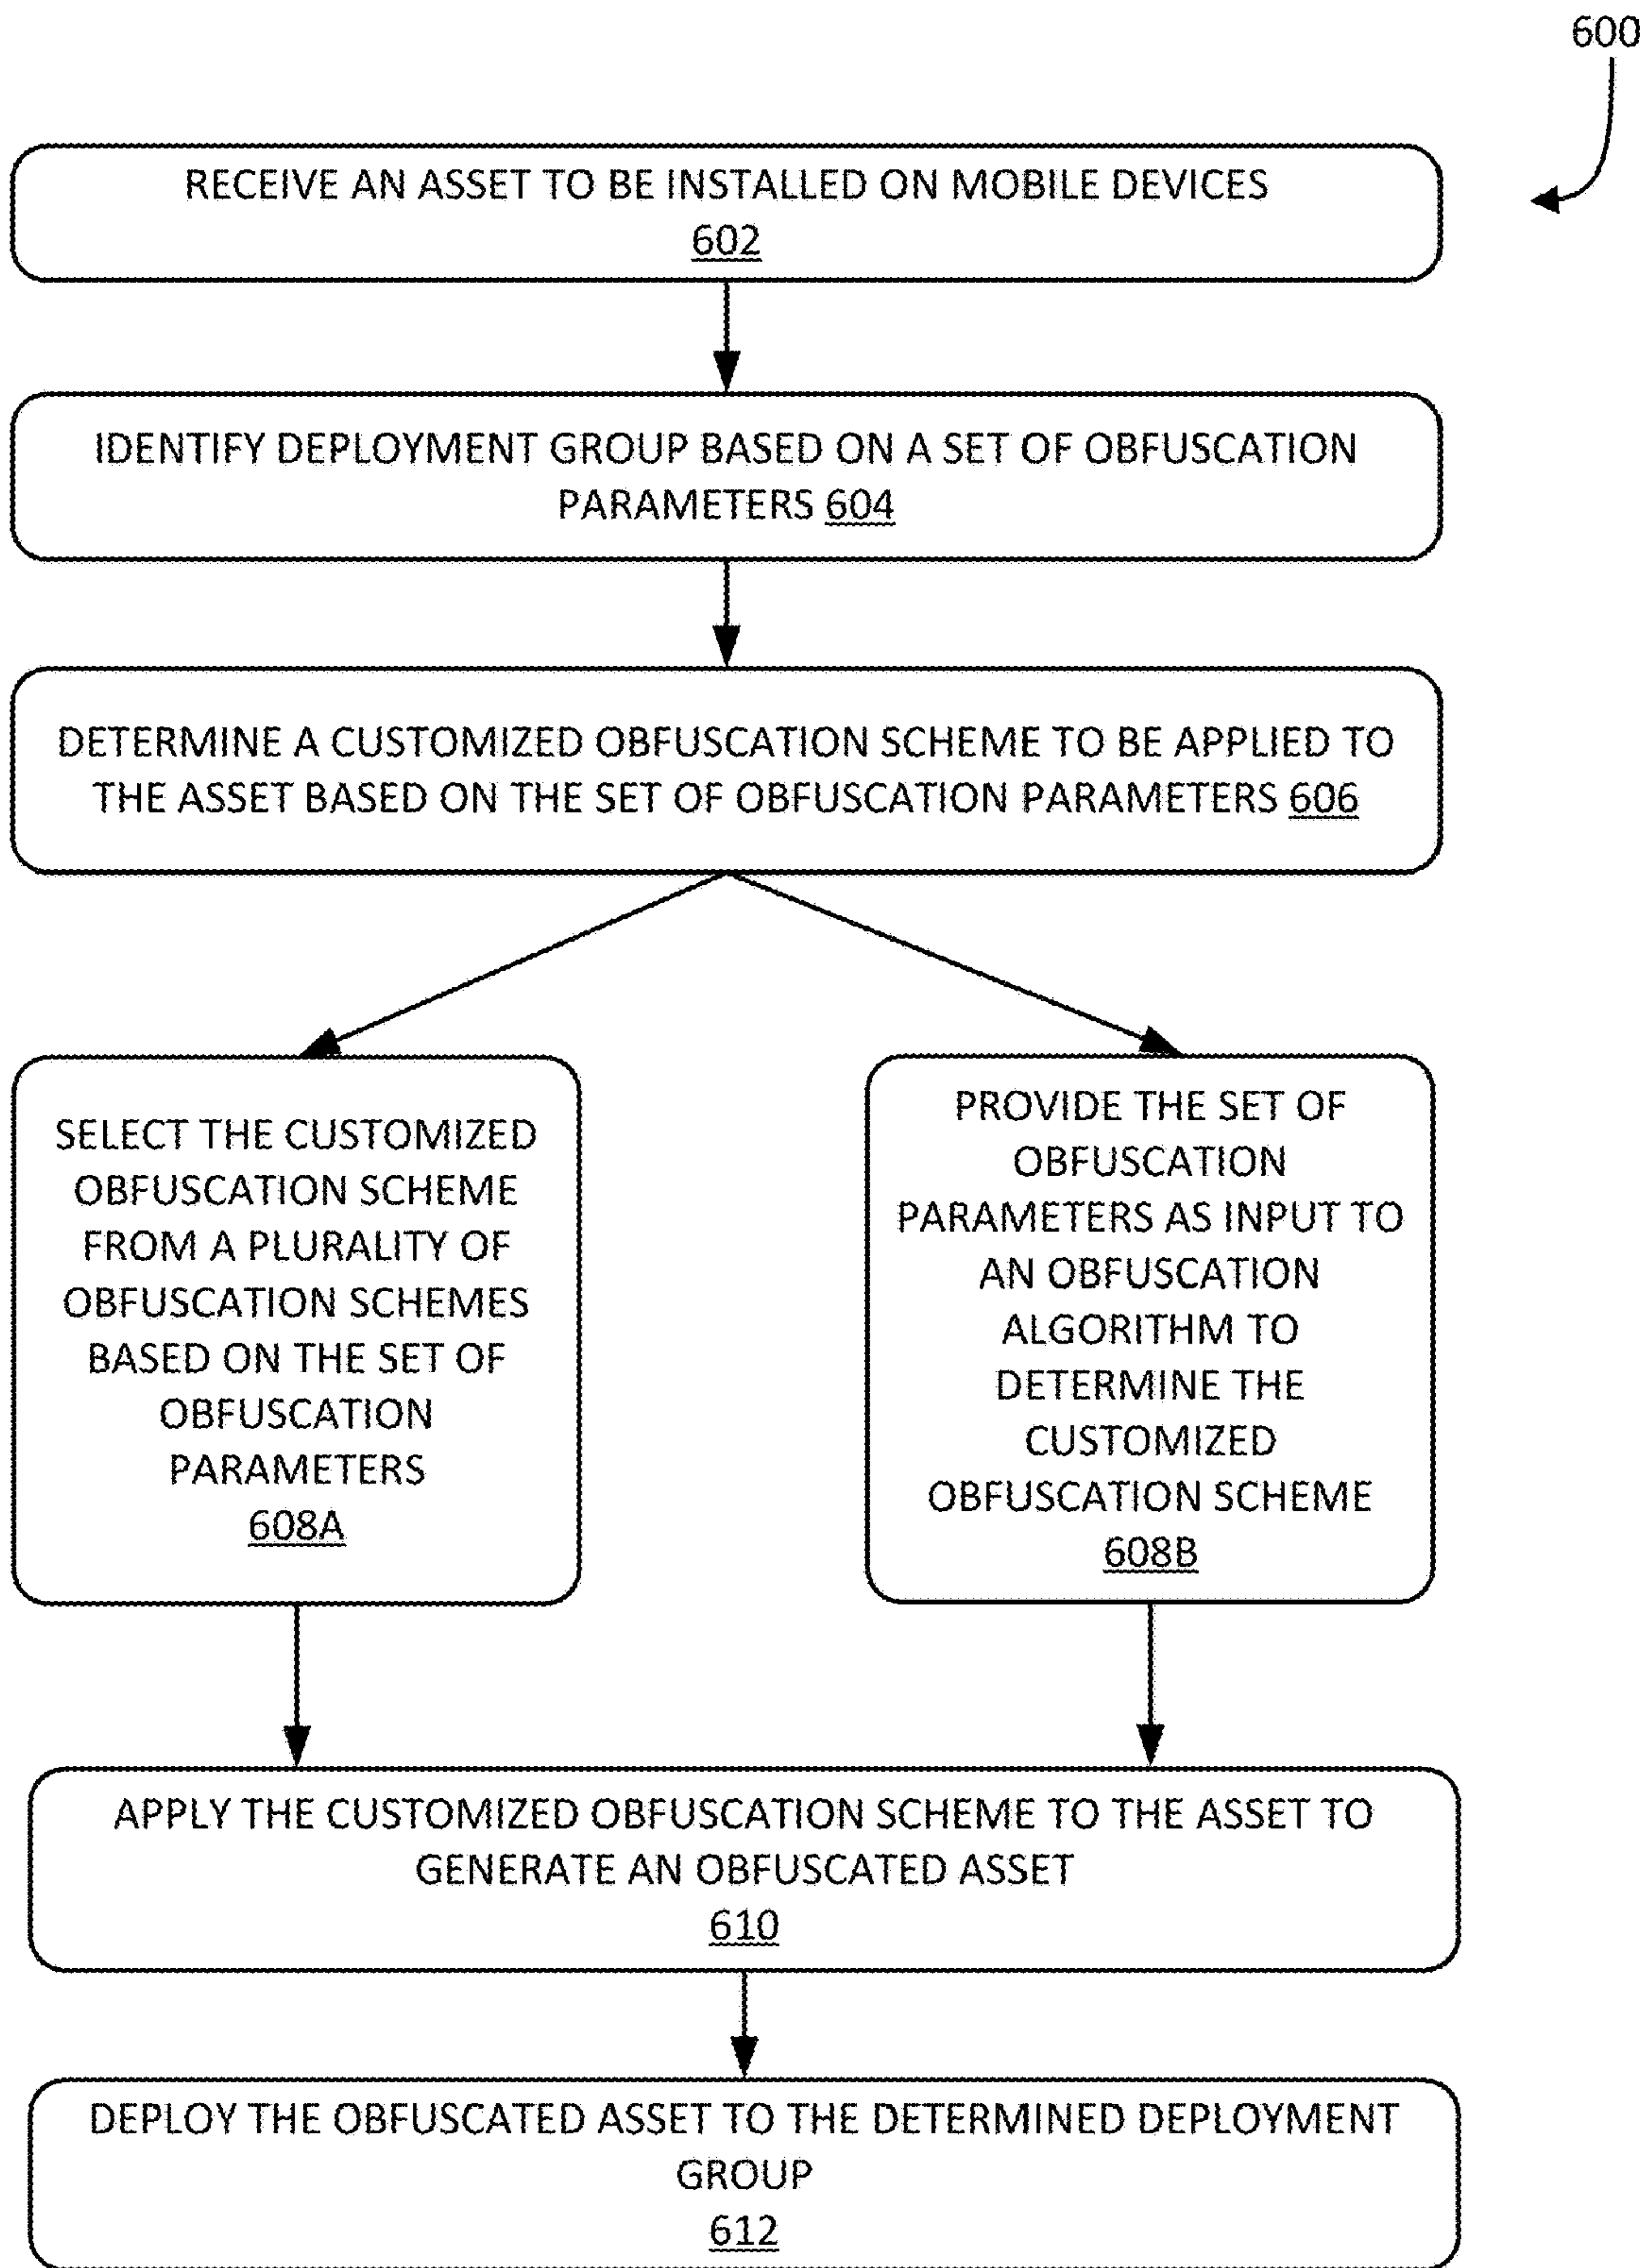 600
RECEIVE AN ASSET TO BE INSTALLED ON MOBILE DEVICES
602
IDENTIFY DEPLOYMENT GROUP BASED ON A SET OF OBFUSCATION
PARAMETERS 604
DETERMINE A CUSTOMIZED OBFUSCATION SCHEME TO BE APPLIED TO
THE ASSET BASED ON THE SET OF OBFUSCATION PARAMETERS 606
SELECT THE CUSTOMIZED
OBFUSCATION SCHEME
FROM A PLURALITY OF
OBFUSCATION SCHEMES
BASED ON THE SET OF
OBFUSCATION
PARAMETERS
608A
PROVIDE THE SET OF
OBFUSCATION
PARAMETERS AS INPUT TO
AN OBFUSCATION
ALGORITHM TO
DETERMINE THE
CUSTOMIZED
OBFUSCATION SCHEME
608B
APPLY THE CUSTOMIZED OBFUSCATION SCHEME TO THE ASSET TO
GENERATE AN OBFUSCATED ASSET
610
DEPLOY THE OBFUSCATED ASSET TO THE DETERMINED DEPLOYMENT
GROUP
612